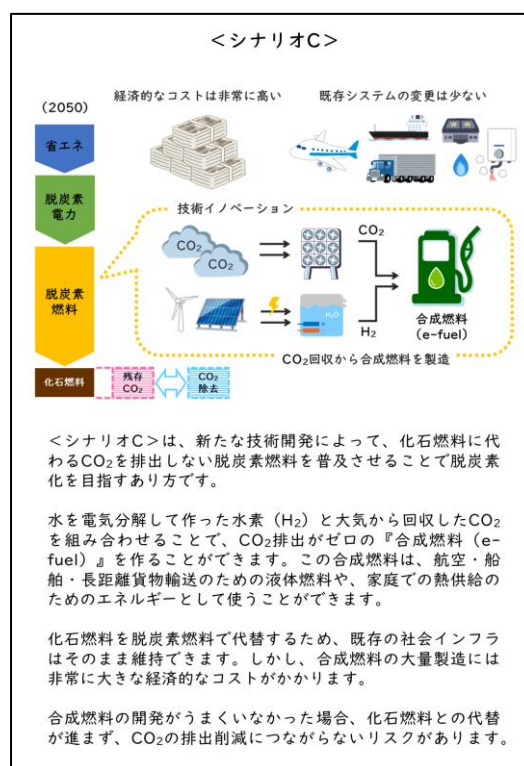 <シナリオC>
経済的なコストは非常に高い
既存システムの変更は少ない
(2050)
省エネ
脱炭素
電力
脱炭素
燃料
化石燃料
技術イノベーション
CO2
CO2
CO2
H2O
H2
合成燃料
(e-fuel)
CO2回収から合成燃料を製造
残存
CO2
CO2
除去
<シナリオC>は、新たな技術開発によって、化石燃料に代
わるCO2を排出しない脱炭素燃料を普及させることで脱炭素
化を目指すあり方です。
水を電気分解して作った水素（H2）と大気から回収したCO2
を組み合わせることで、CO2排出がゼロの『合成燃料（e-
fuel）』を作ることができます。この合成燃料は、航空・船
舶・長距離貨物輸送のための液体燃料や、家庭での熱供給の
ためのエネルギーとして使うことができます。
化石燃料を脱炭素燃料で代替するため、既存の社会インフラ
はそのまま維持できます。しかし、合成燃料の大量製造には
非常に大きな経済的なコストがかかります。
合成燃料の開発がうまくいなかった場合、化石燃料との代替
が進まず、CO2の排出削減につながらないリスクがあります。